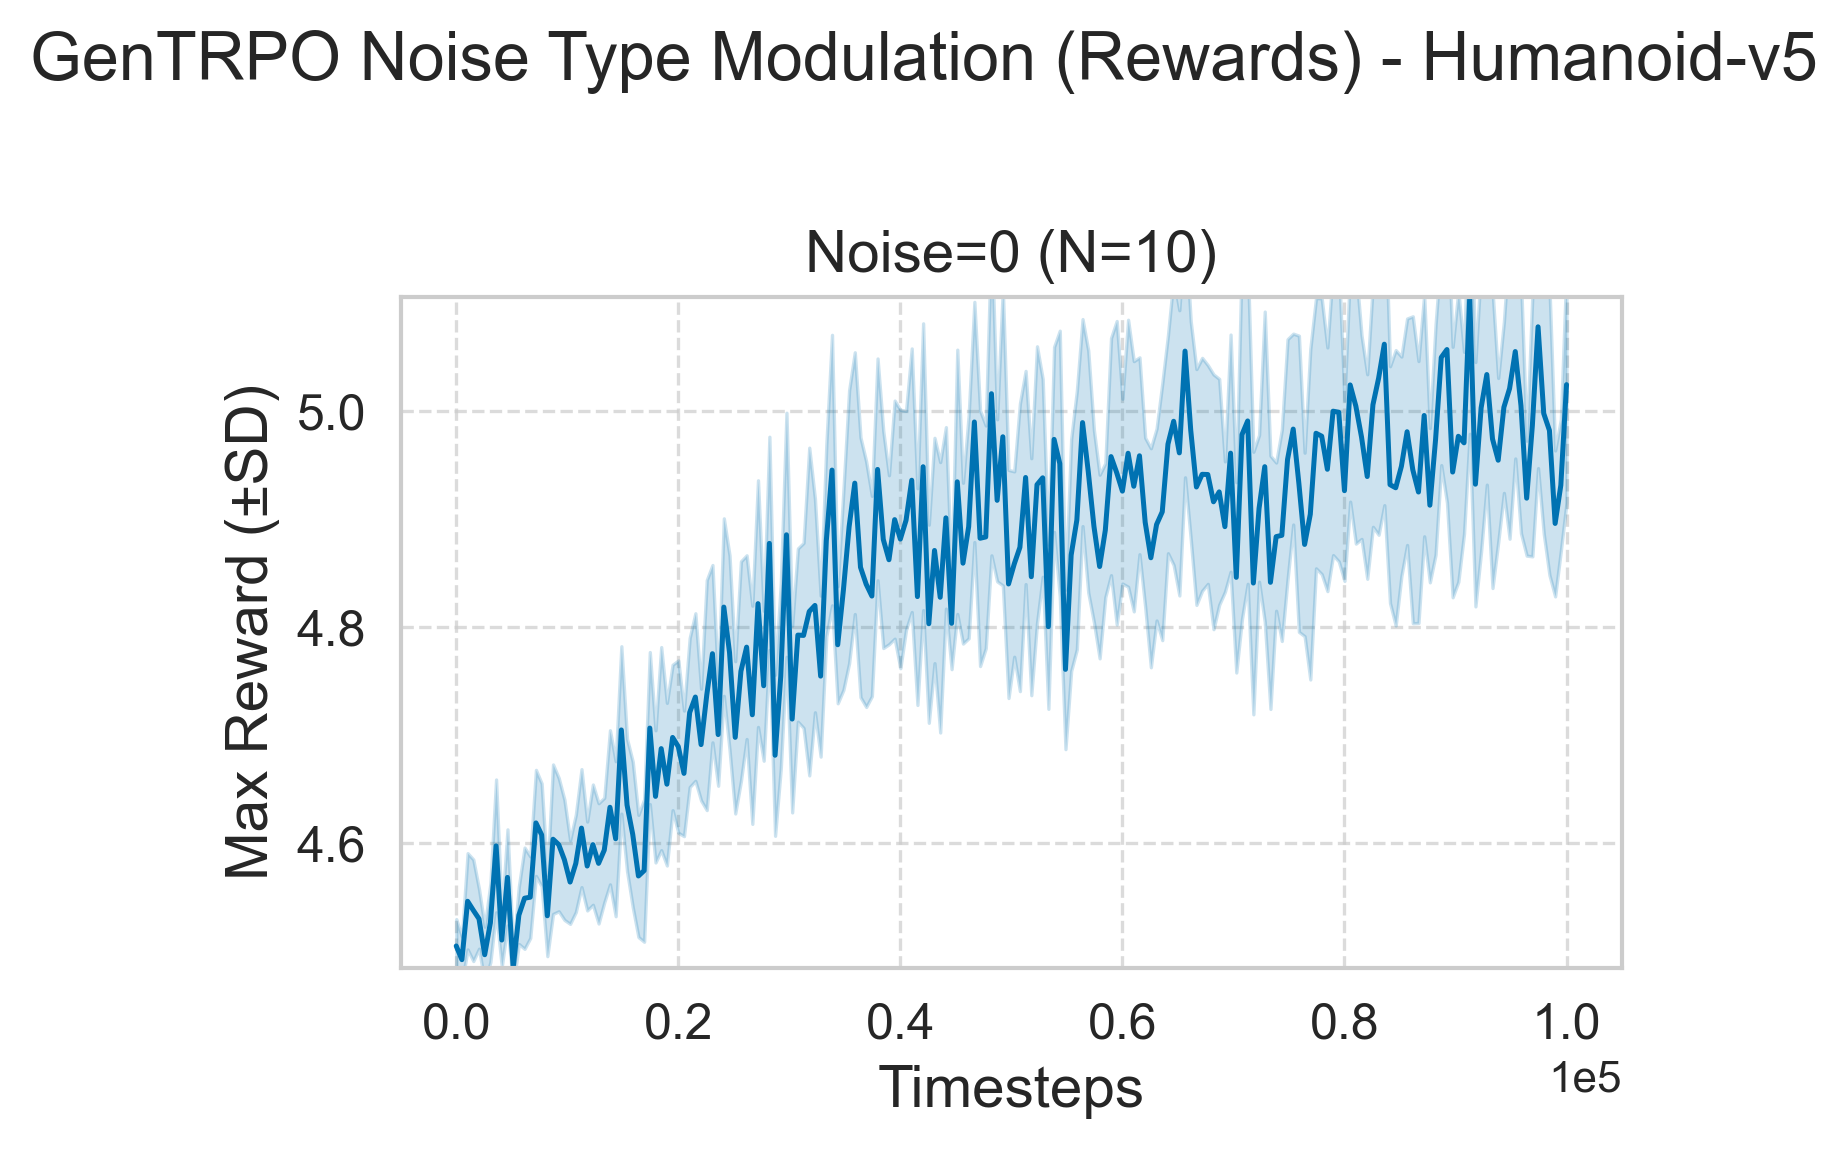 GenTRPO Noise Type Modulation (Rewards) - Humanoid-v5
Noise=0 (N=10)
Max Reward (±SD)
5.0
4.8
4.6
0.0 0.2 0.4 0.6 0.8 1.0
1e5
Timesteps